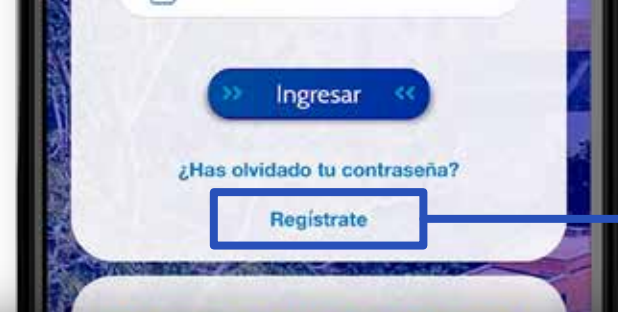 >> Ingresar <<
¿Has olvidado tu contraseña?
Regístrate